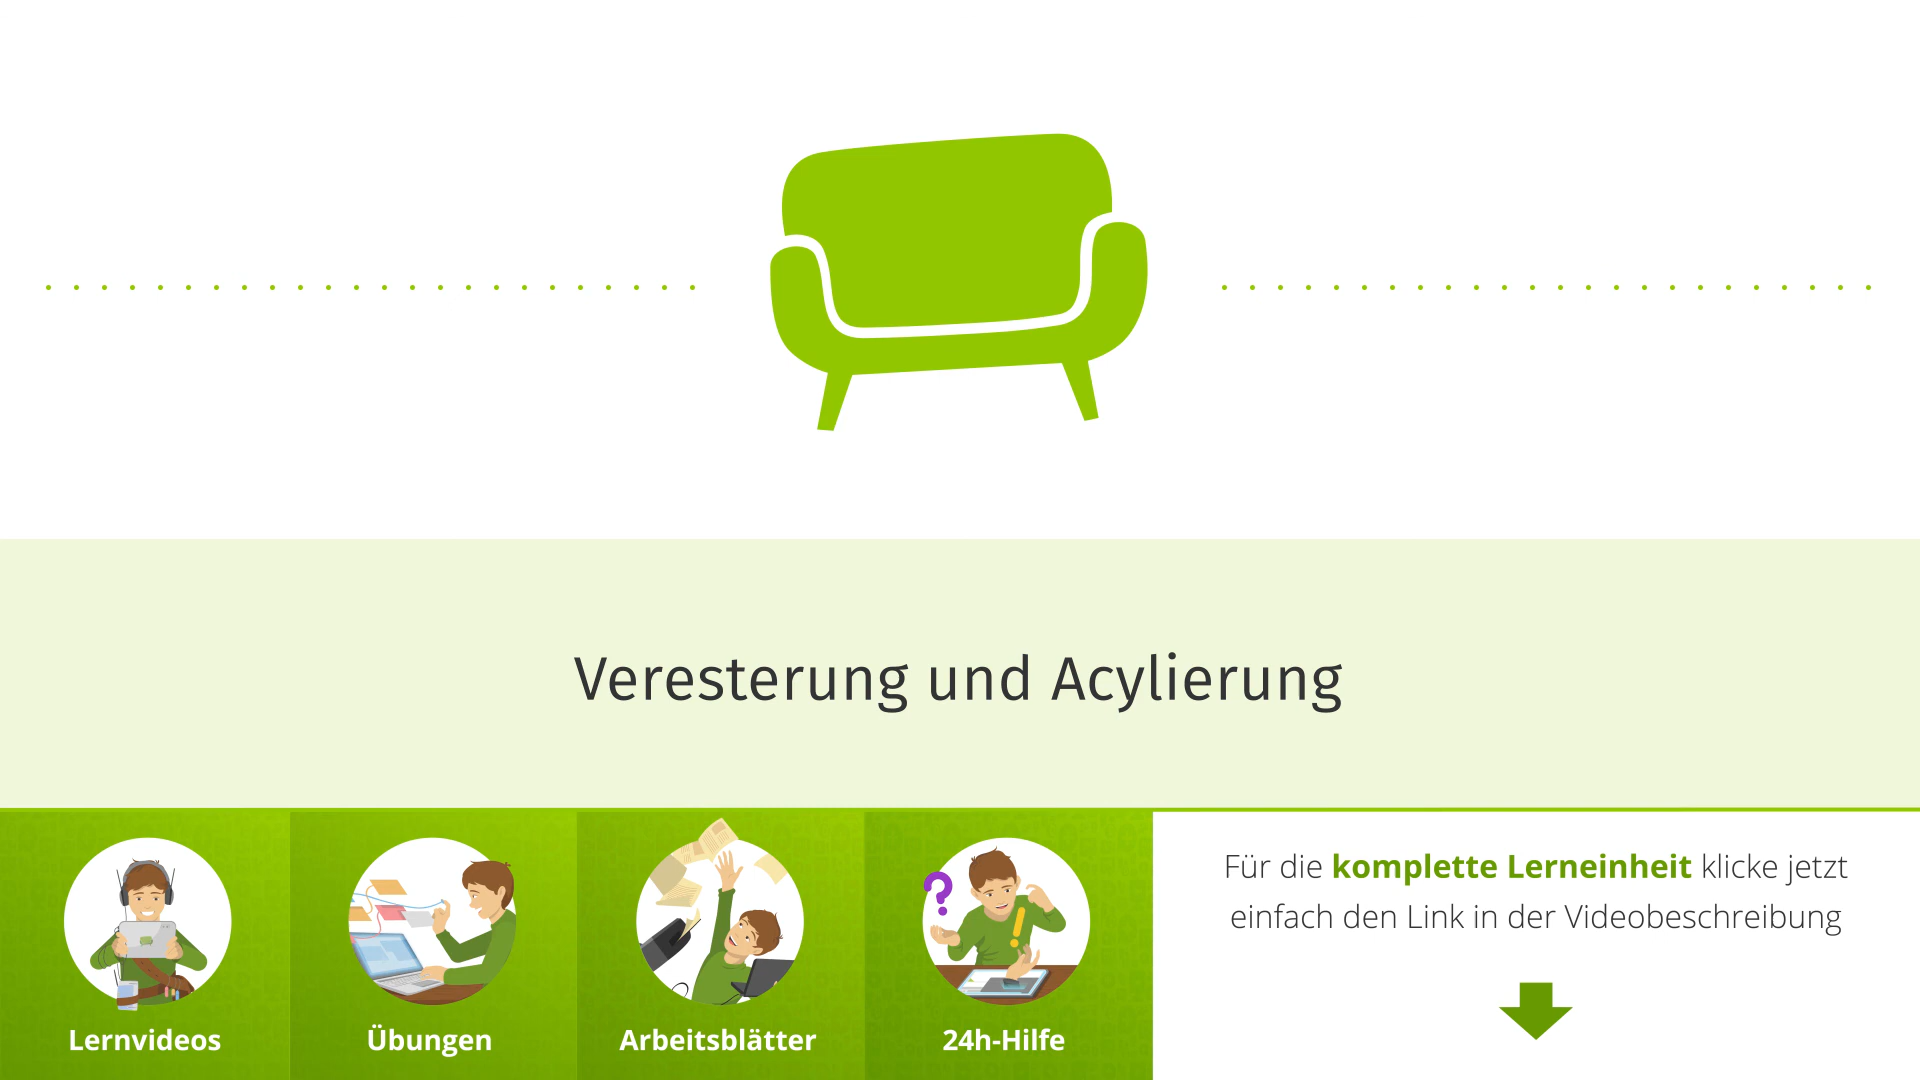 Veresterung und Acylierung
Lernvideos
Übungen
Arbeitsblätter
24h-Hilfe
Für die komplette Lerneinheit klicke jetzt
einfach den Link in der Videobeschreibung